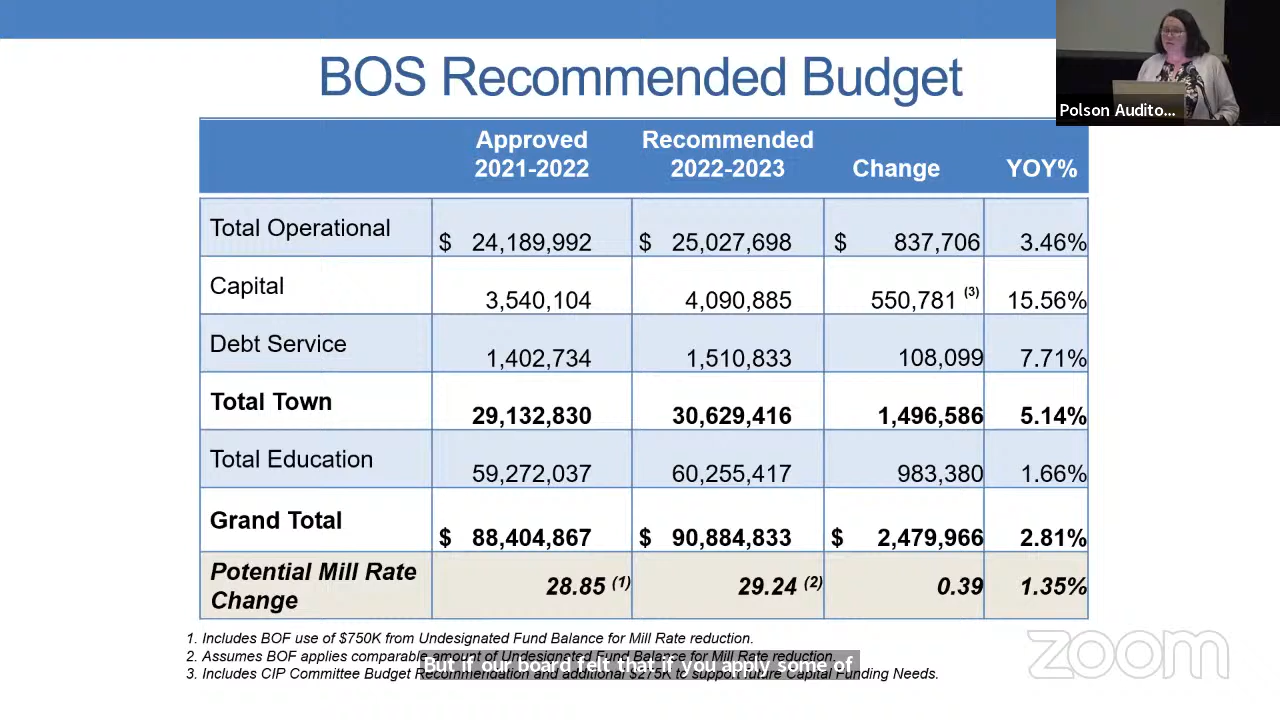 BOS Recommended Budget
Polson Audito...
Approved 2021-2022 Recommended 2022-2023 Change YOY%
Total Operational $ 24,189,992 $ 25,027,698 $ 837,706 3.46%
Capital 3,540,104 4,090,885 550,781 (3) 15.56%
Debt Service 1,402,734 1,510,833 108,099 7.71%
Total Town 29,132,830 30,629,416 1,496,586 5.14%
Total Education 59,272,037 60,255,417 983,380 1.66%
Grand Total $ 88,404,867 $ 90,884,833 $ 2,479,966 2.81%
Potential Mill Rate Change 28.85 (1) 29.24 (2) 0.39 1.35%
1. Includes BOF use of $750K from Undesignated Fund Balance for Mill Rate reduction.
2. Assumes BOF applies comparable amount of Undesignated Fund Balance for Mill Rate reduction.
But if our board felt that if you apply some of
3. Includes CIP Committee Budget Recommendation and additional $275K to support future Capital Funding Needs.
zoom